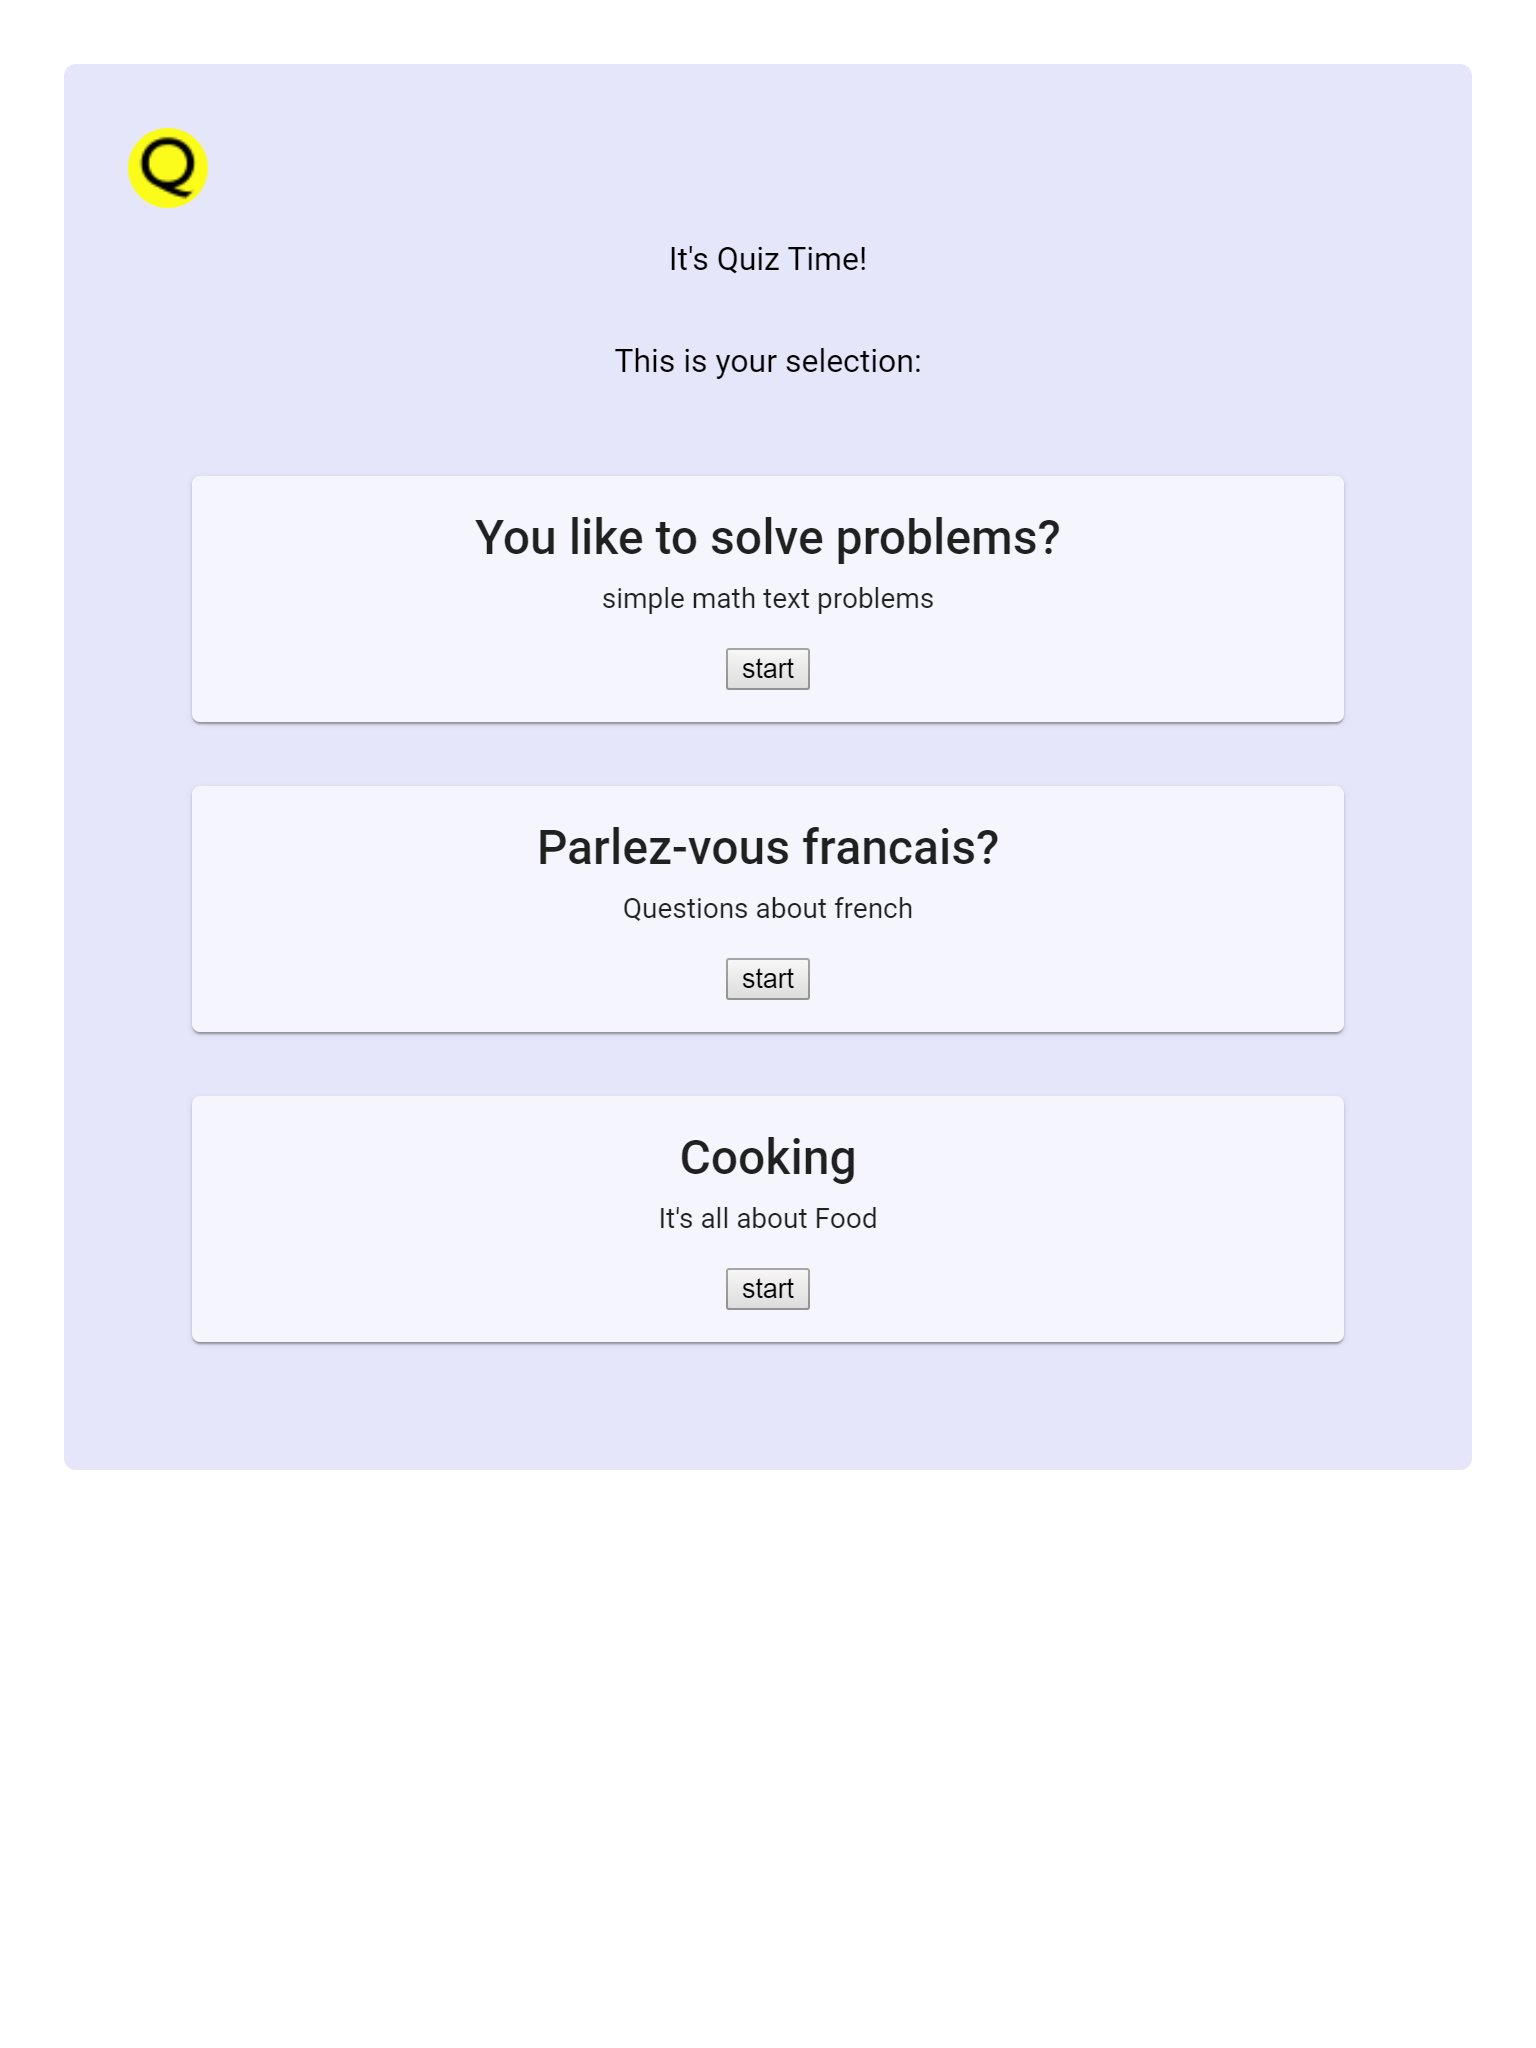 Q
It's Quiz Time!
This is your selection:
You like to solve problems?
simple math text problems
start
Parlez-vous francais?
Questions about french
start
Cooking
It's all about Food
start